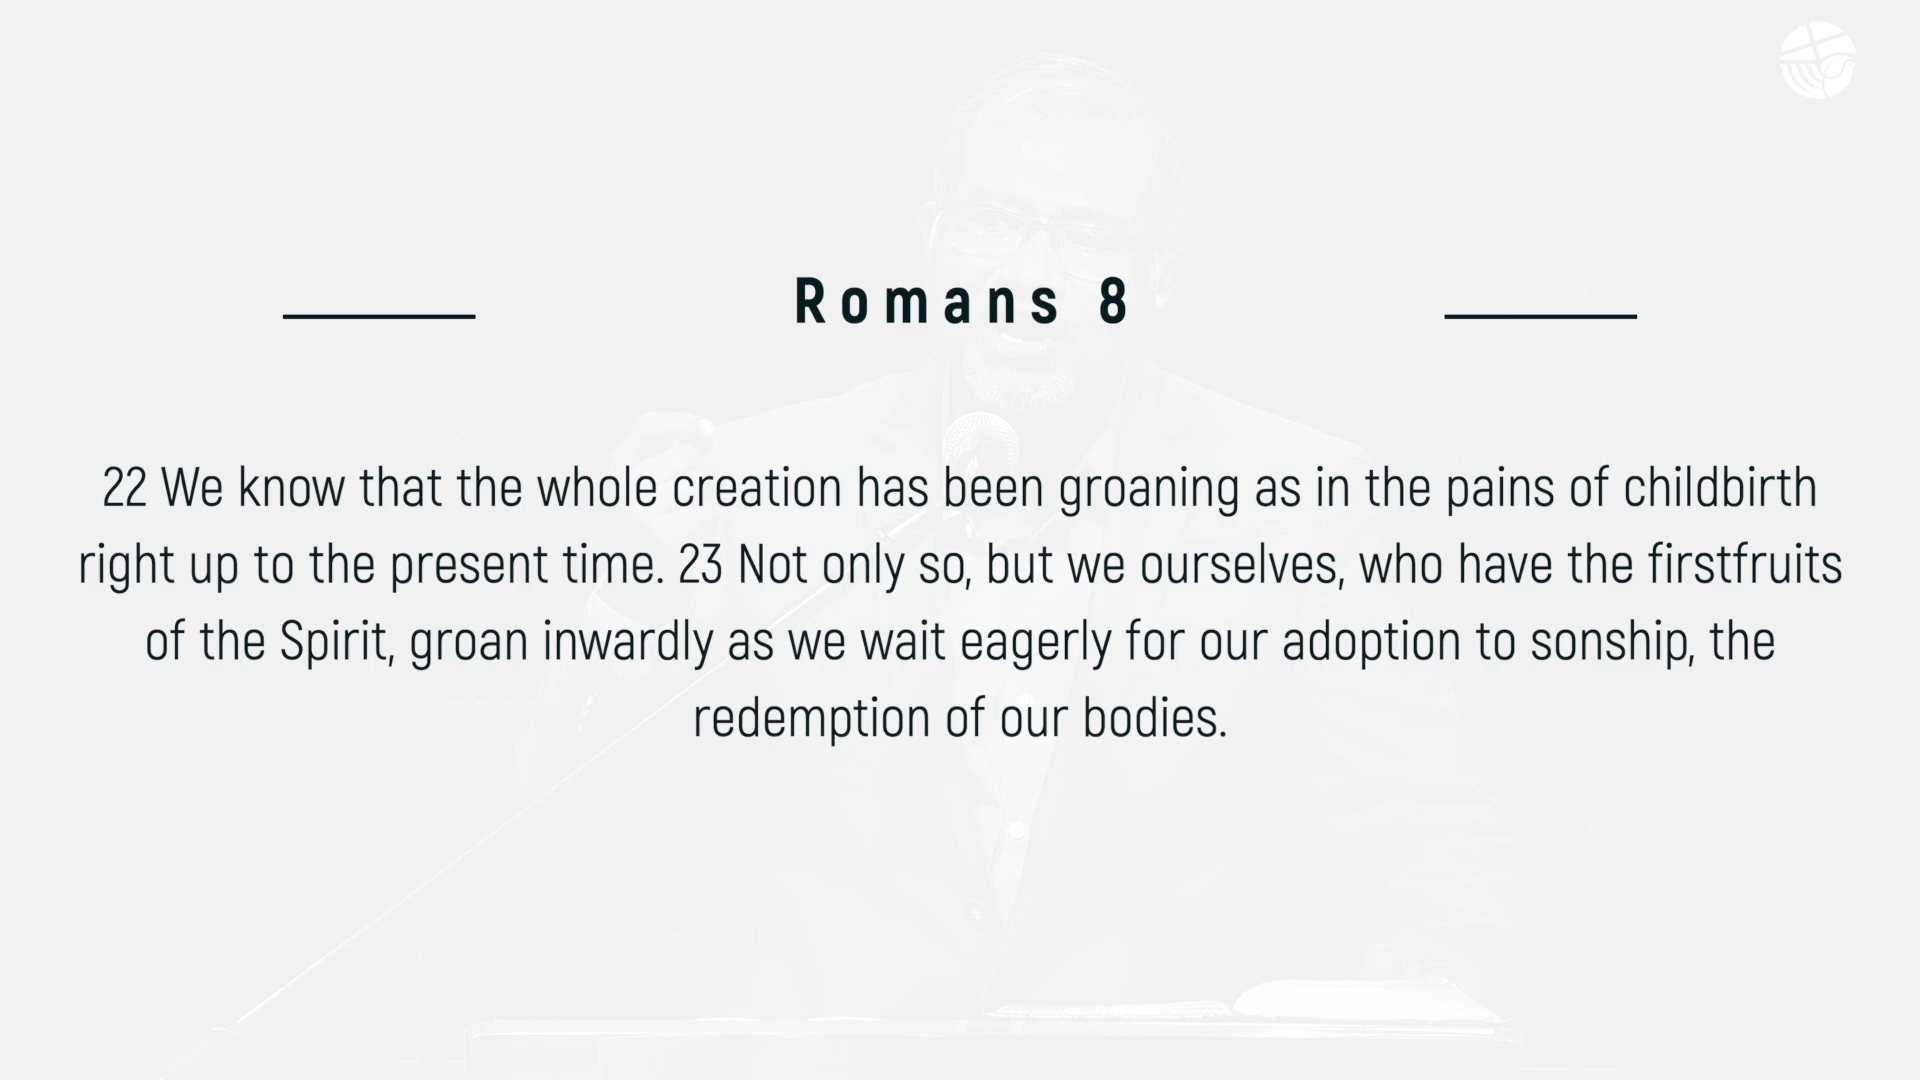 Romans 8
22 We know that the whole creation has been groaning as in the pains of childbirth
right up to the present time. 23 Not only so, but we ourselves, who have the firstfruits
of the Spirit, groan inwardly as we wait eagerly for our adoption to sonship, the
redemption of our bodies.